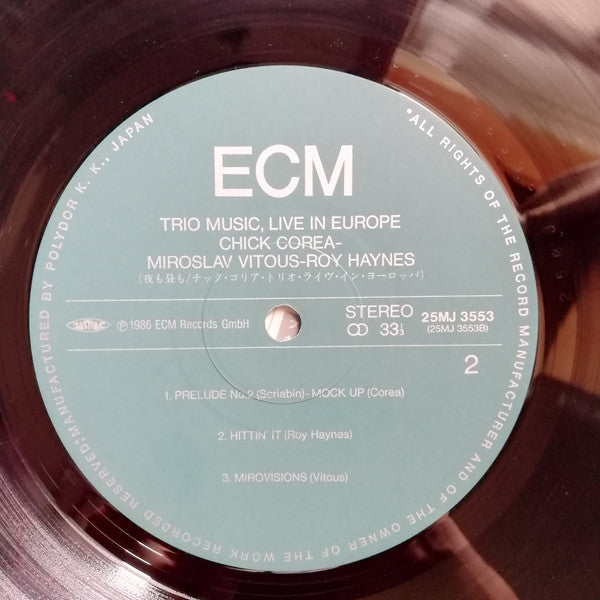 ECM
TRIO MUSIC, LIVE IN EUROPE
CHICK COREA-
MIROSLAV VITOUS-ROY HAYNES
(夜も昼も/チック・コリア・トリオ・ライヴ・イン・ヨーロッパ)
JASRAC
Ⓟ1986 ECM Records GmbH
STEREO
33⅓
25MJ 3553
(25MJ 3553B)
2
1. PRELUDE No.2 (Scriabin)-MOCK UP (Corea)
2. HITTIN' IT (Roy Haynes)
3. MIROVISIONS (Vitous)
*ALL RIGHTS OF THE RECORD MANUFACTURER AND OF THE OWNER OF THE WORK RECORDED RESERVED*MANUFACTURED BY POLYDOR K. K., JAPAN